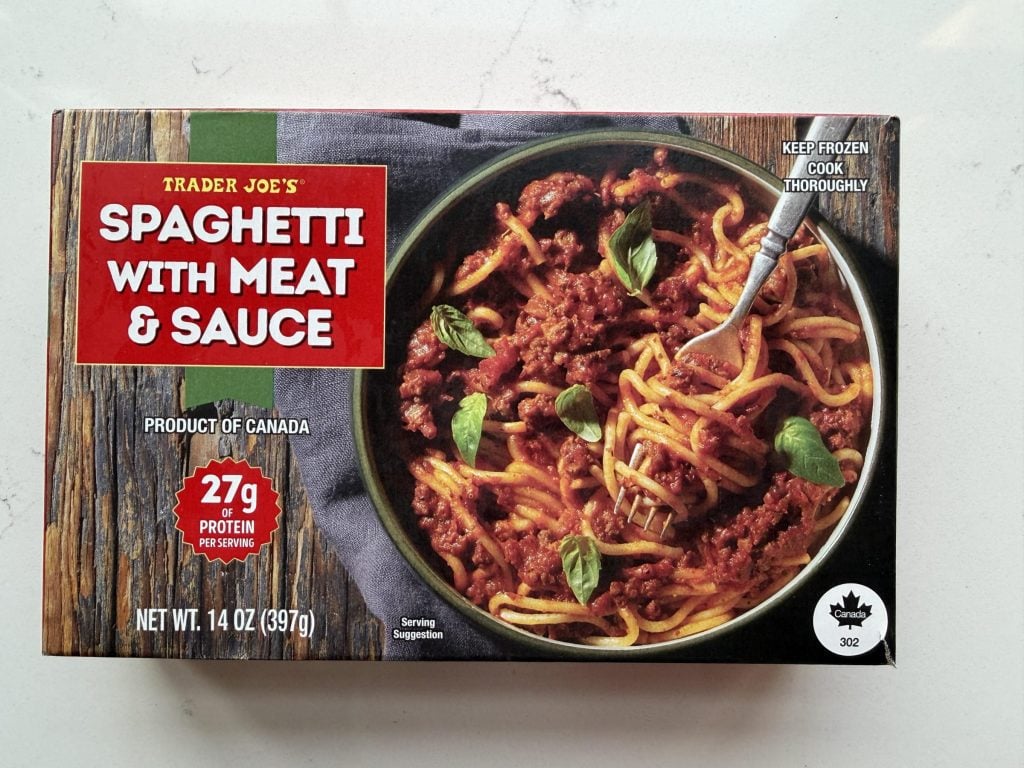 TRADER JOE'S®
SPAGHETTI
WITH MEAT
& SAUCE
PRODUCT OF CANADA
27g
OF
PROTEIN
PER SERVING
NET WT. 14 OZ (397g)
Serving
Suggestion
KEEP FROZEN
COOK
THOROUGHLY
Canada
302